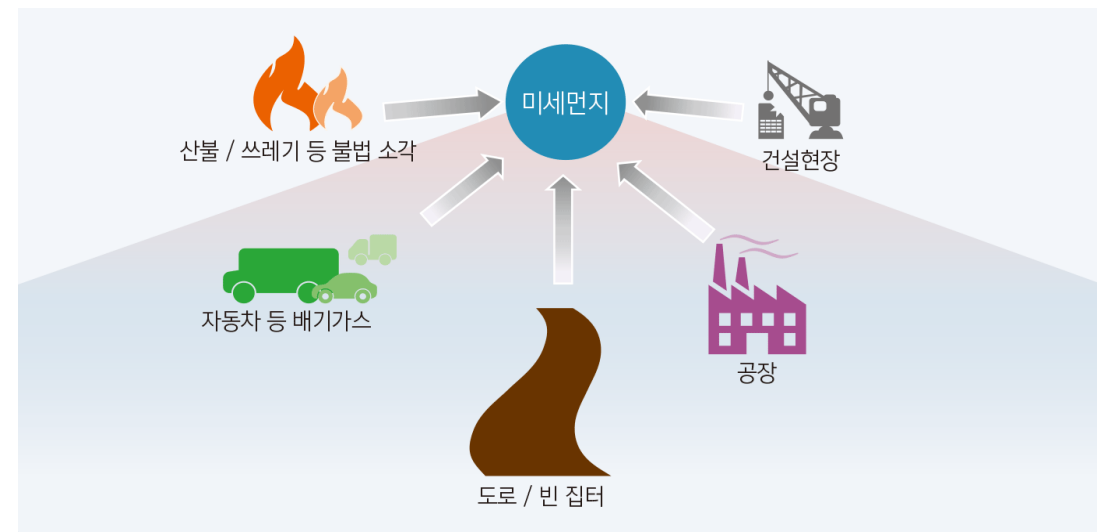 미세먼지
산불 / 쓰레기 등 불법 소각
건설현장
자동차 등 배기가스
공장
도로 / 빈 집터